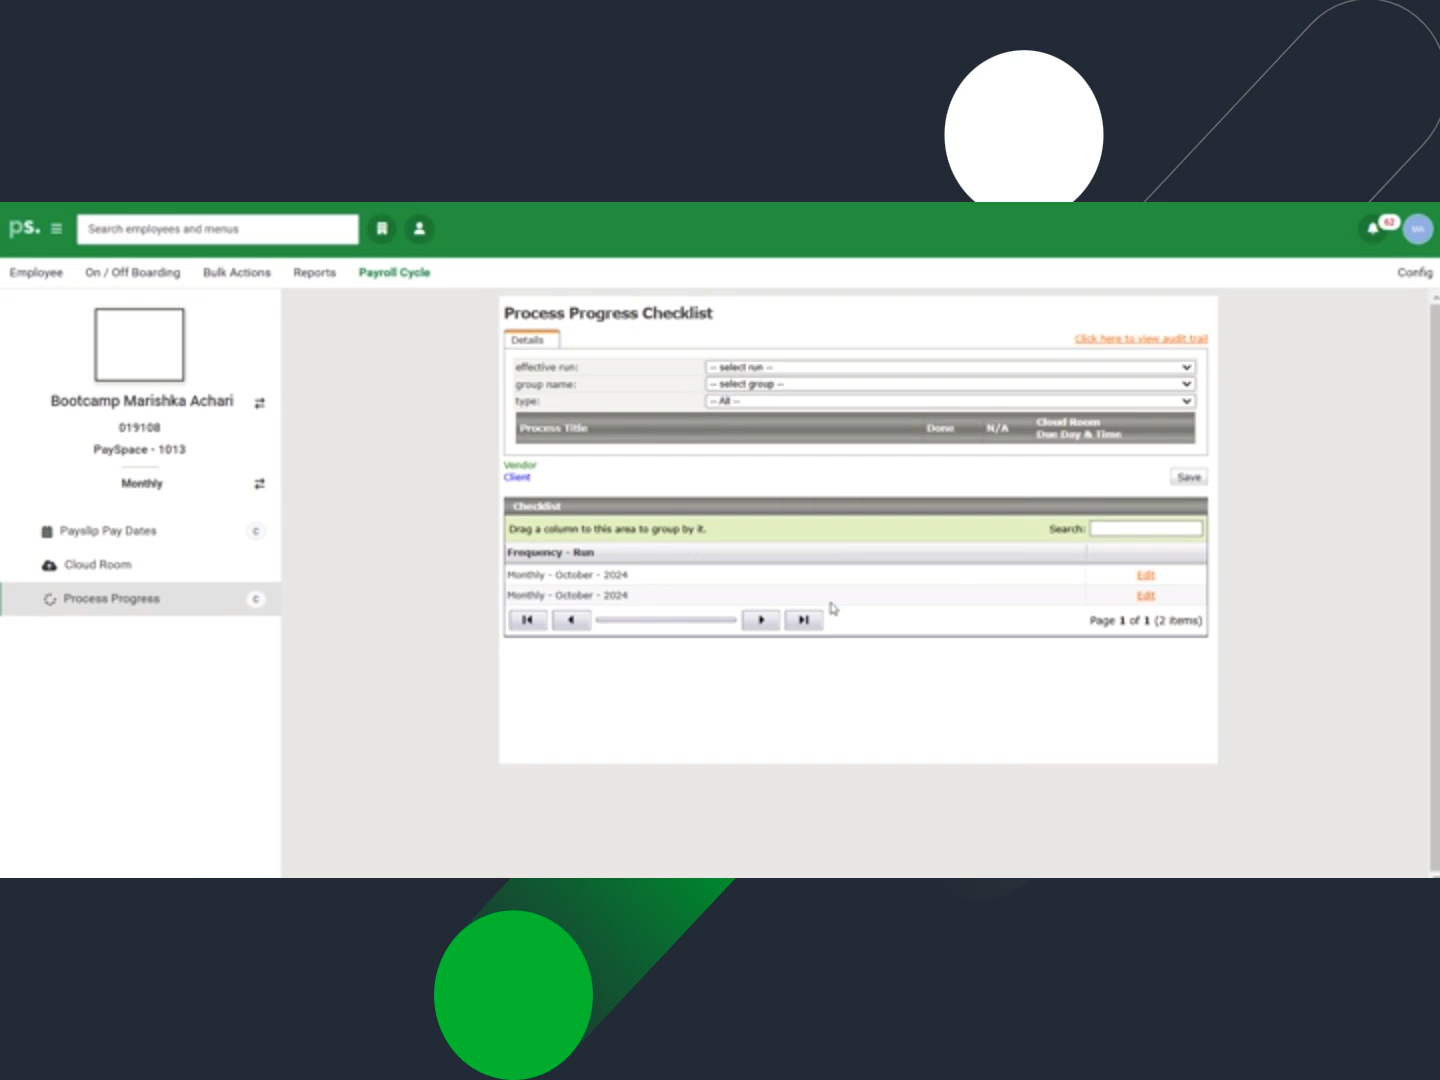 ps. Search employees and menus 62 MA
Employee On / Off Boarding Bulk Actions Reports Payroll Cycle Config
Bootcamp Marishka Achari
019108
PaySpace - 1013
Monthly
Payslip Pay Dates C
Cloud Room
Process Progress C
Process Progress Checklist
Details Click here to view audit trail
effective run: -- select run --
group name: -- select group --
type: -- All --
Process Title Done N/A Cloud Room
Due Day & Time
Vendor
Client Save
Checklist
Drag a column to this area to group by it. Search:
Frequency - Run
Monthly - October - 2024 Edit
Monthly - October - 2024 Edit
Page 1 of 1 (2 items)